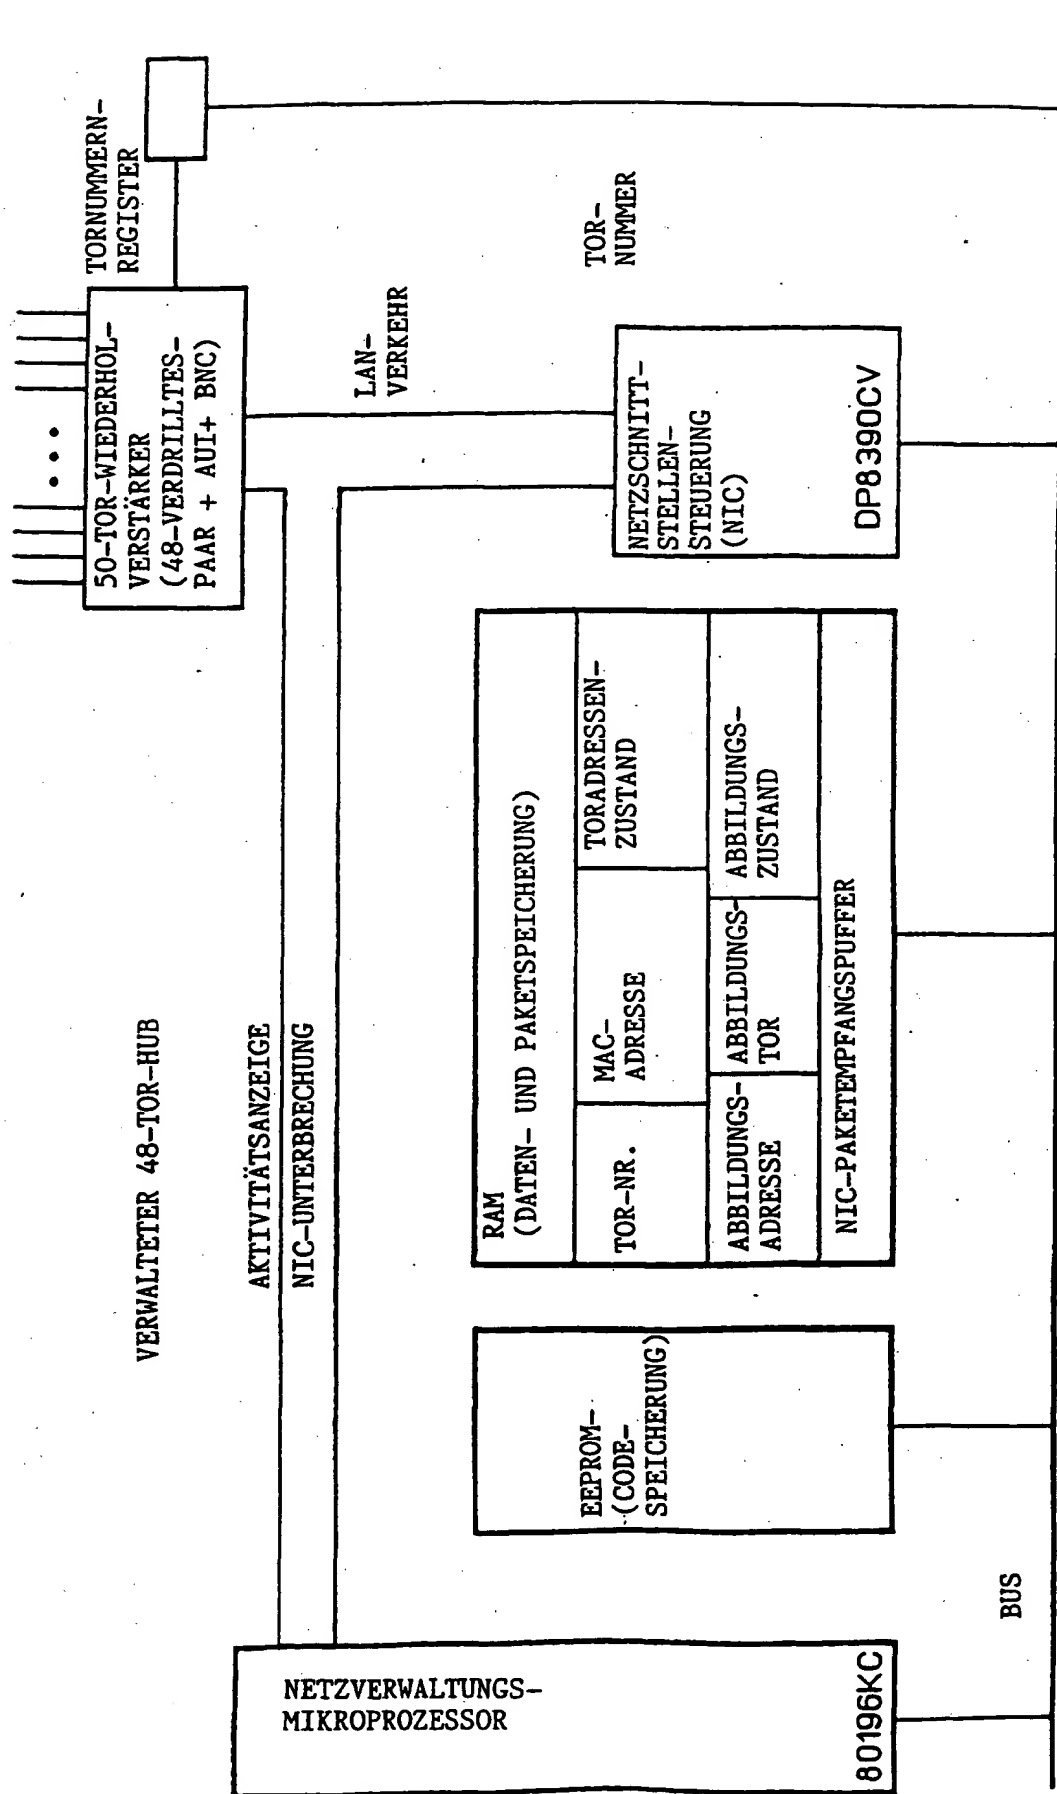 VERWALTETER 48-TOR-HUB
TORNUMMERN-
REGISTER
50-TOR-WIEDERHOL-
VERSTÄRKER
(48-VERDRILLTES-
PAAR + AUI+ BNC)
AKTIVITÄTSANZEIGE
NIC-UNTERBRECHUNG
LAN-
VERKEHR
TOR-
NUMMER
NETZVERWALTUNGS-
MIKROPROZESSOR
80196KC
EEPROM-
(CODE-
SPEICHERUNG)
RAM
(DATEN- UND PAKETSPEICHERUNG)
TOR-NR.
MAC-
ADRESSE
TORADRESSEN-
ZUSTAND
ABBILDUNGS-
ADRESSE
ABBILDUNGS-
TOR
ABBILDUNGS-
ZUSTAND
NIC-PAKETEMPFANGSPUFFER
NETZSCHNITT-
STELLEN-
STEUERUNG
(NIC)
DP8390CV
BUS